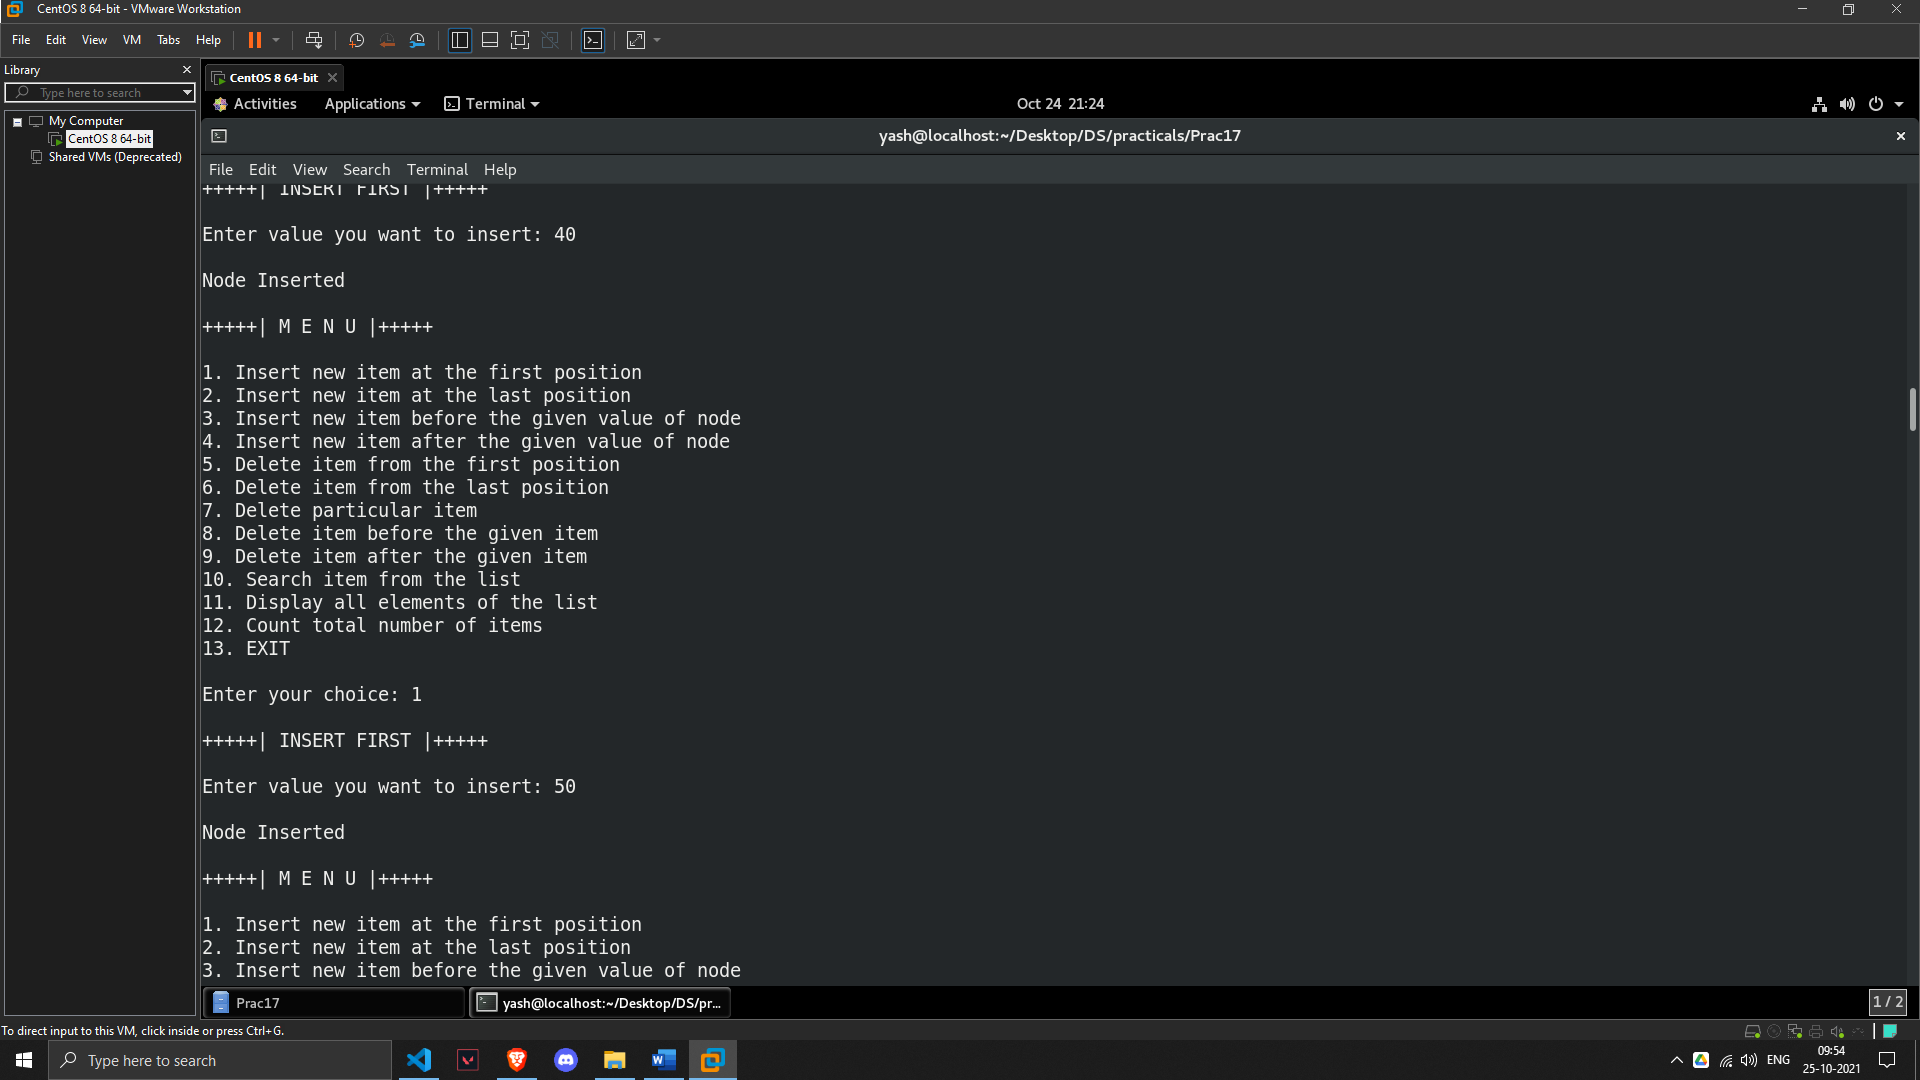 CentOS 8 64-bit - VMware Workstation
File Edit View VM Tabs Help
Library
Type here to search
My Computer
CentOS 8 64-bit
Shared VMs (Deprecated)
CentOS 8 64-bit
Activities Applications Terminal Oct 24 21:24
yash@localhost:~/Desktop/DS/practicals/Prac17
File Edit View Search Terminal Help
+++++| INSERT FIRST |+++++
Enter value you want to insert: 40
Node Inserted
+++++| M E N U |+++++
1. Insert new item at the first position
2. Insert new item at the last position
3. Insert new item before the given value of node
4. Insert new item after the given value of node
5. Delete item from the first position
6. Delete item from the last position
7. Delete particular item
8. Delete item before the given item
9. Delete item after the given item
10. Search item from the list
11. Display all elements of the list
12. Count total number of items
13. EXIT
Enter your choice: 1
+++++| INSERT FIRST |+++++
Enter value you want to insert: 50
Node Inserted
+++++| M E N U |+++++
1. Insert new item at the first position
2. Insert new item at the last position
3. Insert new item before the given value of node
Prac17
yash@localhost:~/Desktop/DS/pr...
1 / 2
To direct input to this VM, click inside or press Ctrl+G.
Type here to search
ENG
09:54
25-10-2021